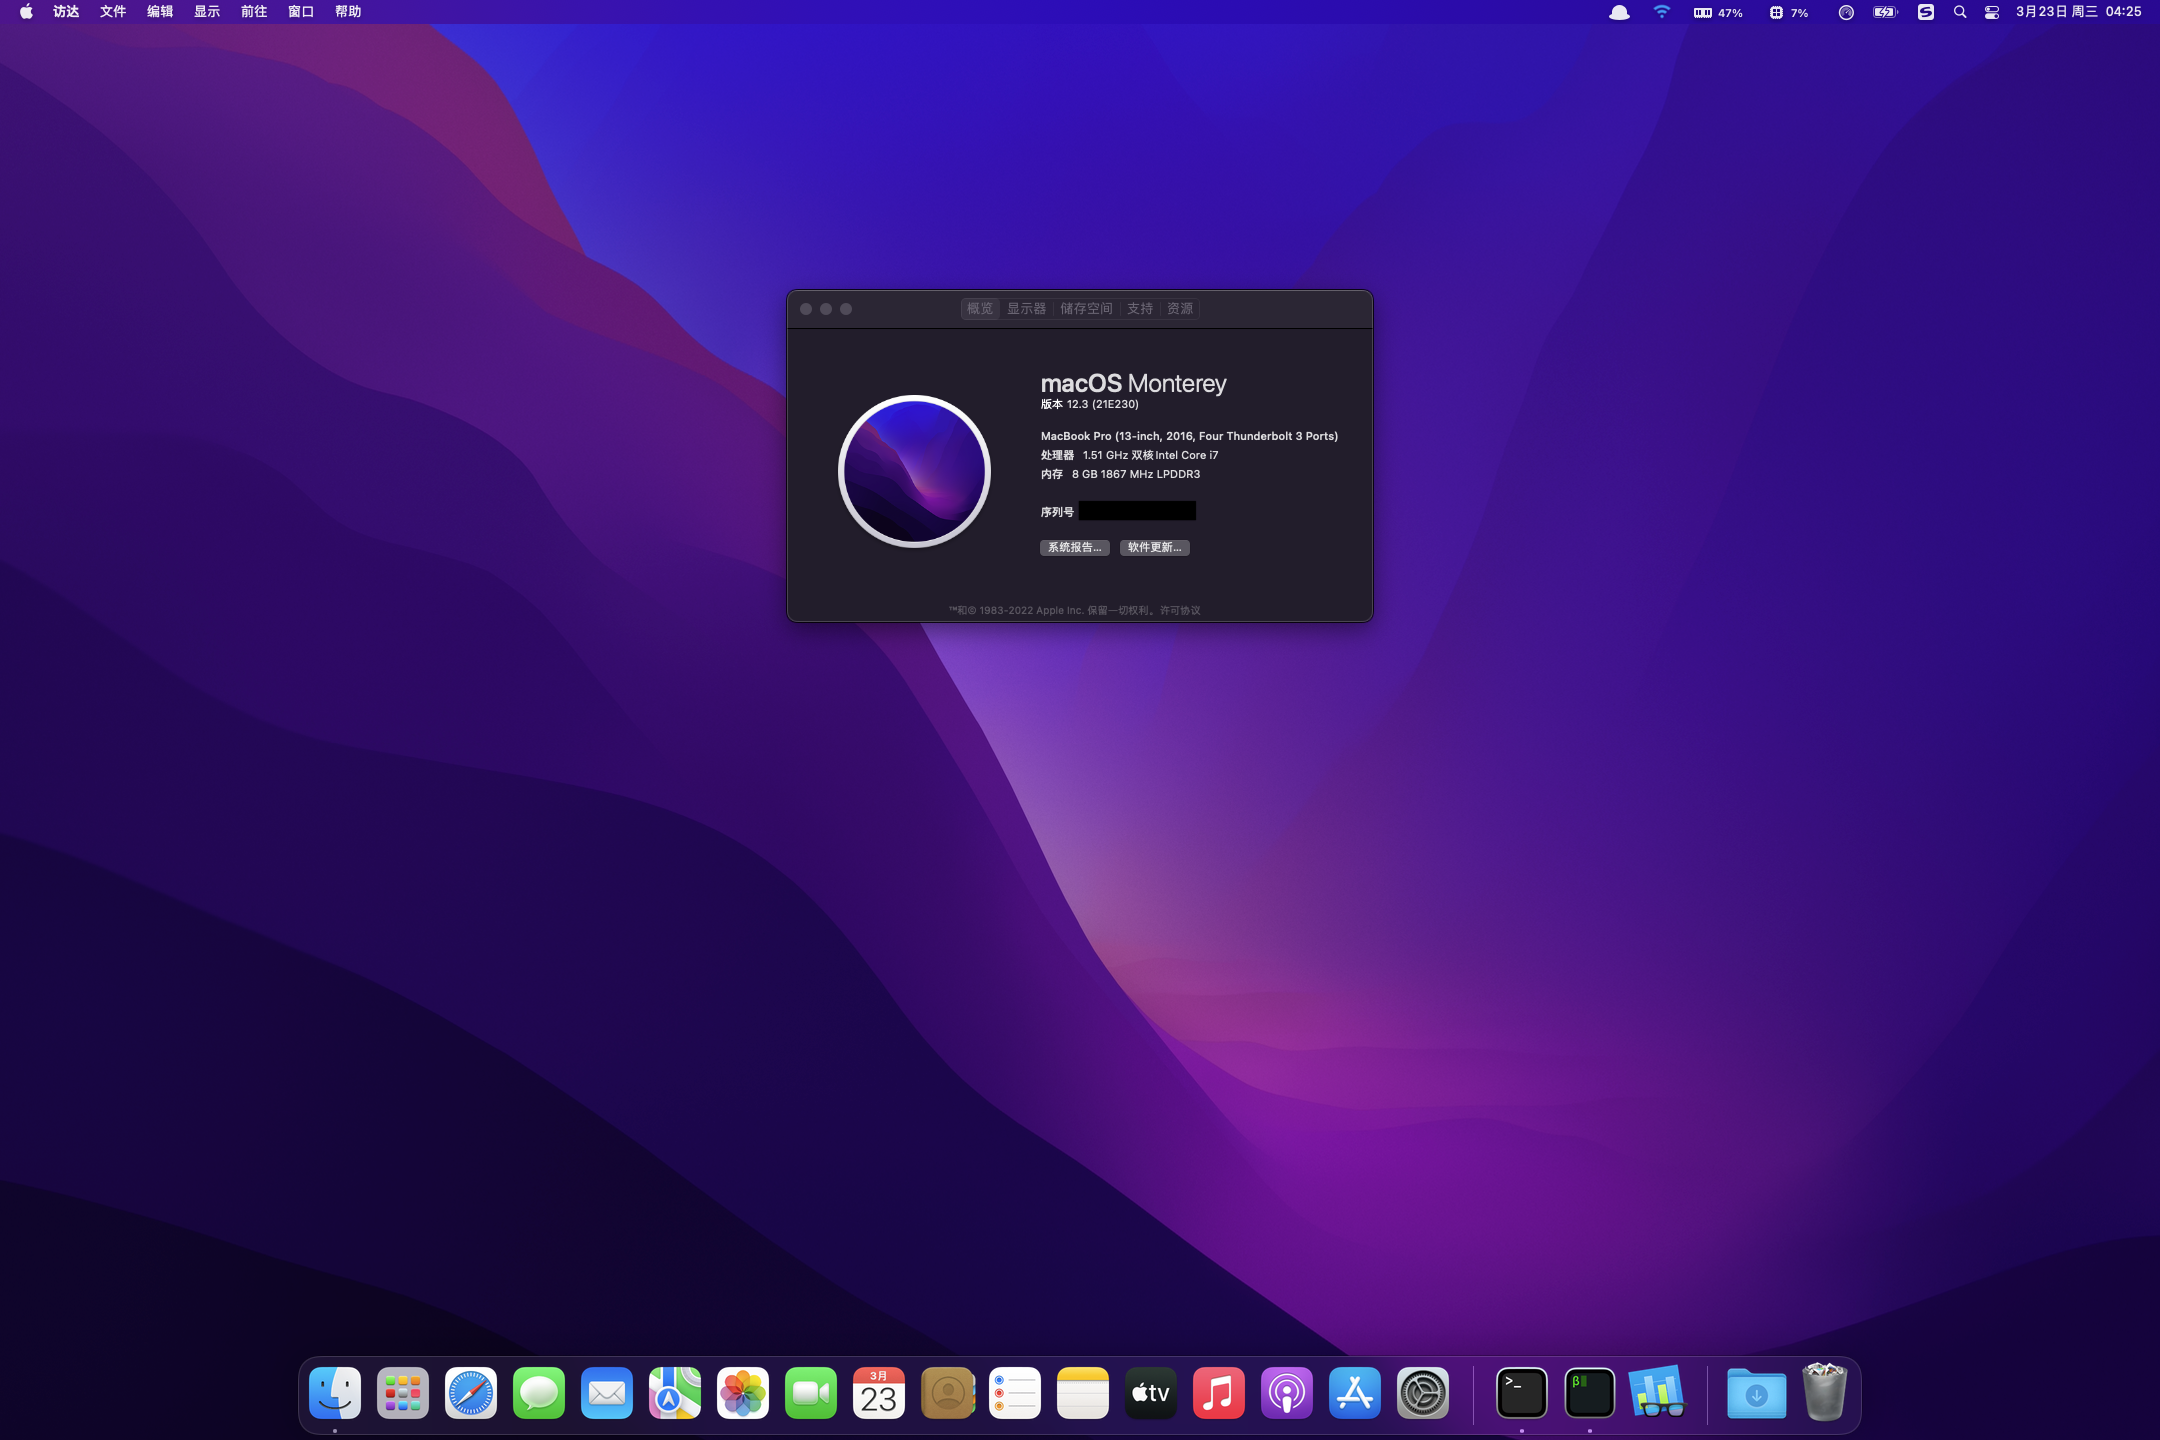 访达 文件 编辑 显示 前往 窗口 帮助 47% 7% 3月23日 周三 04:25
概览 显示器 储存空间 支持 资源
macOS Monterey
版本 12.3 (21E230)
MacBook Pro (13-inch, 2016, Four Thunderbolt 3 Ports)
处理器 1.51 GHz 双核Intel Core i7
内存 8 GB 1867 MHz LPDDR3
序列号
系统报告... 软件更新...
™和© 1983-2022 Apple Inc. 保留一切权利。许可协议
3月
23
tv
>_
β